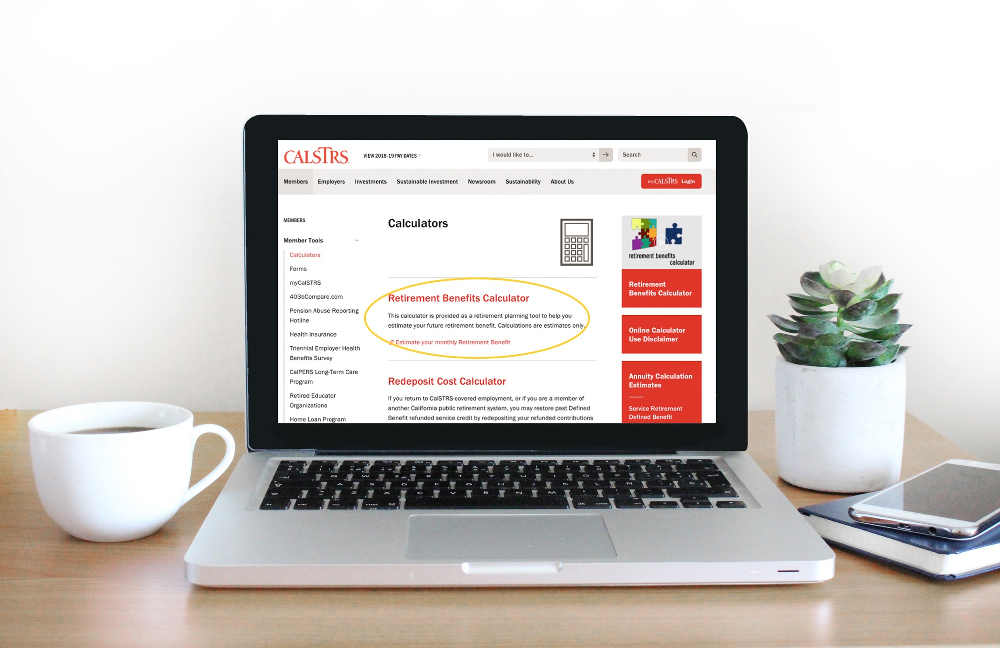 CALSTRS
VIEW 2018-19 PAY DATES
I would like to...
Search
Members
Employers
Investments
Sustainable Investment
Newsroom
Sustainability
About Us
myCALSTRS Login
MEMBERS
Member Tools
Calculators
Forms
myCalSTRS
403bCompare.com
Pension Abuse Reporting
Hotline
Health Insurance
Triennial Employer Health
Benefits Survey
CalPERS Long-Term Care
Program
Retired Educator
Organizations
Home Loan Program
Calculators
Retirement Benefits Calculator
This calculator is provided as a retirement planning tool to help you
estimate your future retirement benefit. Calculations are estimates only.
Estimate your monthly Retirement Benefit
Redeposit Cost Calculator
If you return to CalSTRS-covered employment, or if you are a member of
another California public retirement system, you may restore past Defined
Benefit refunded service credit by redepositing your refunded contributions
retirement benefits
calculator
Retirement
Benefits Calculator
Online Calculator
Use Disclaimer
Annuity Calculation
Estimates
Service Retirement
Defined Benefit
Q W E R T Y U I O P
A S D F G H J K L Ñ
Z X C V B N M
fn ctrl cmd cmd